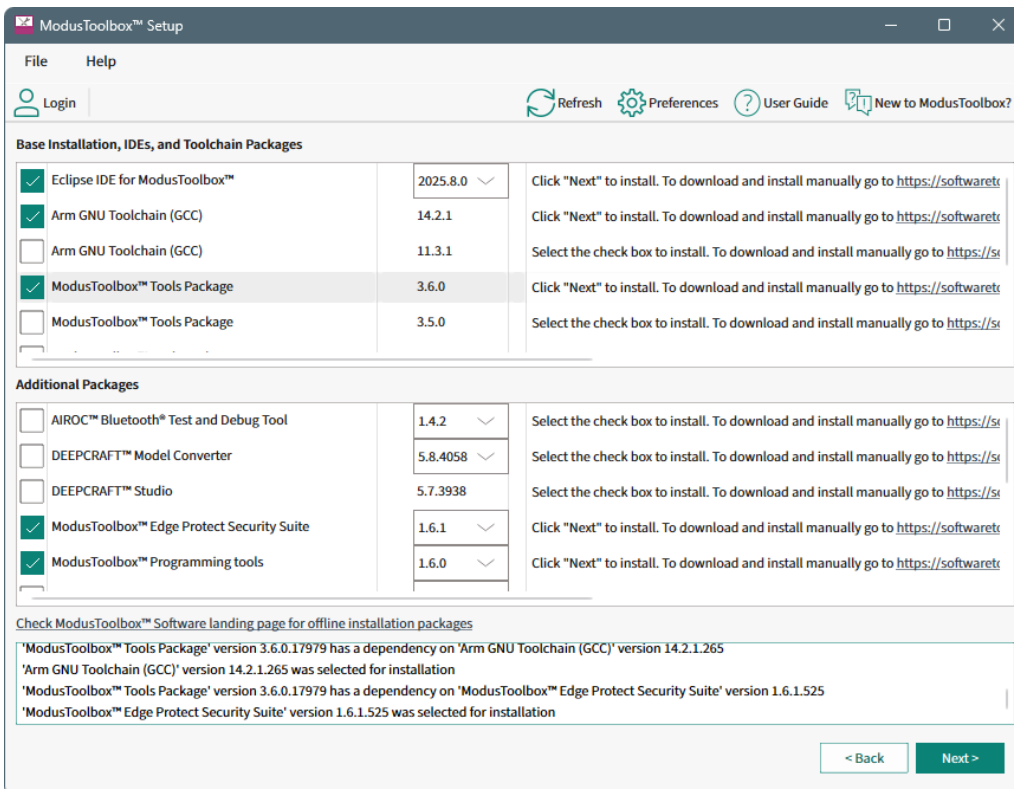 ModusToolbox™ Setup
File Help
Login Refresh Preferences User Guide New to ModusToolbox?
Base Installation, IDEs, and Toolchain Packages
Eclipse IDE for ModusToolbox™ 2025.8.0 Click "Next" to install. To download and install manually go to https://softwareto
Arm GNU Toolchain (GCC) 14.2.1 Click "Next" to install. To download and install manually go to https://softwareto
Arm GNU Toolchain (GCC) 11.3.1 Select the check box to install. To download and install manually go to https://so
ModusToolbox™ Tools Package 3.6.0 Click "Next" to install. To download and install manually go to https://softwareto
ModusToolbox™ Tools Package 3.5.0 Select the check box to install. To download and install manually go to https://so
Additional Packages
AIROC™ Bluetooth® Test and Debug Tool 1.4.2 Select the check box to install. To download and install manually go to https://so
DEEPCRAFT™ Model Converter 5.8.4058 Select the check box to install. To download and install manually go to https://so
DEEPCRAFT™ Studio 5.7.3938 Select the check box to install. To download and install manually go to https://so
ModusToolbox™ Edge Protect Security Suite 1.6.1 Click "Next" to install. To download and install manually go to https://softwareto
ModusToolbox™ Programming tools 1.6.0 Click "Next" to install. To download and install manually go to https://softwareto
Check ModusToolbox™ Software landing page for offline installation packages
'ModusToolbox™ Tools Package' version 3.6.0.17979 has a dependency on 'Arm GNU Toolchain (GCC)' version 14.2.1.265
'Arm GNU Toolchain (GCC)' version 14.2.1.265 was selected for installation
'ModusToolbox™ Tools Package' version 3.6.0.17979 has a dependency on 'ModusToolbox™ Edge Protect Security Suite' version 1.6.1.525
'ModusToolbox™ Edge Protect Security Suite' version 1.6.1.525 was selected for installation
< Back Next >